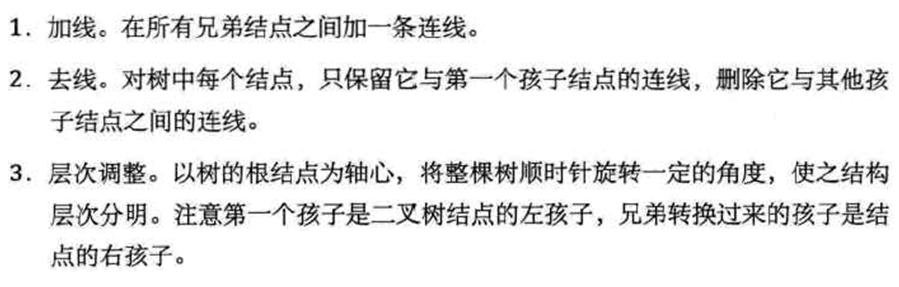 1. 加线。在所有兄弟结点之间加一条连线。
2. 去线。对树中每个结点，只保留它与第一个孩子结点的连线，删除它与其他孩
子结点之间的连线。
3. 层次调整。以树的根结点为轴心，将整棵树顺时针旋转一定的角度，使之结构
层次分明。注意第一个孩子是二叉树结点的左孩子，兄弟转换过来的孩子是结
点的右孩子。